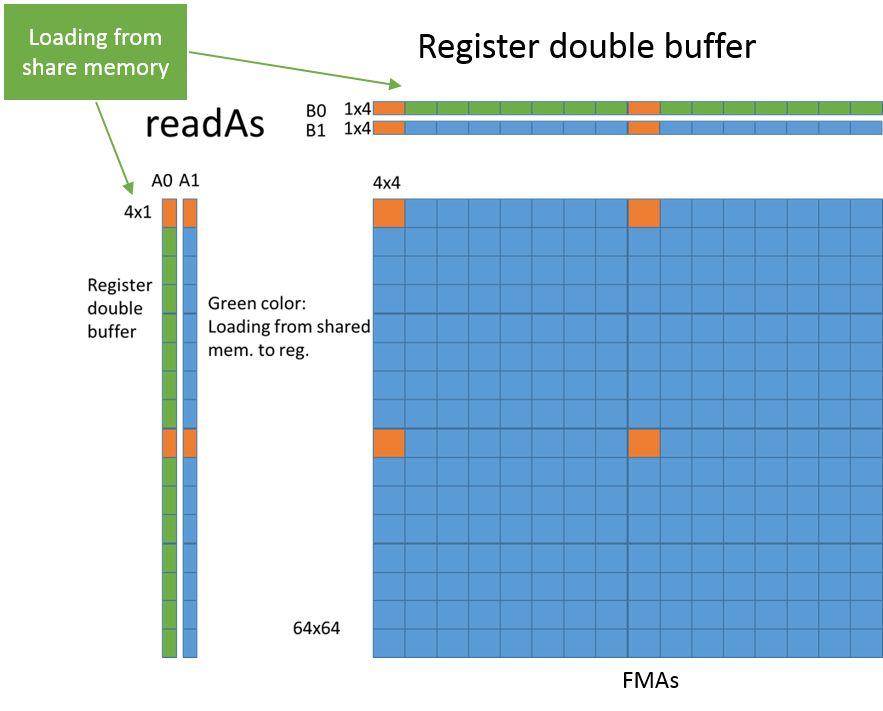 Loading from
share memory
Register double buffer
readAs
B0 1x4
B1 1x4
A0 A1
4x1
4x4
Register
double
buffer
Green color:
Loading from shared
mem. to reg.
64x64
FMAs